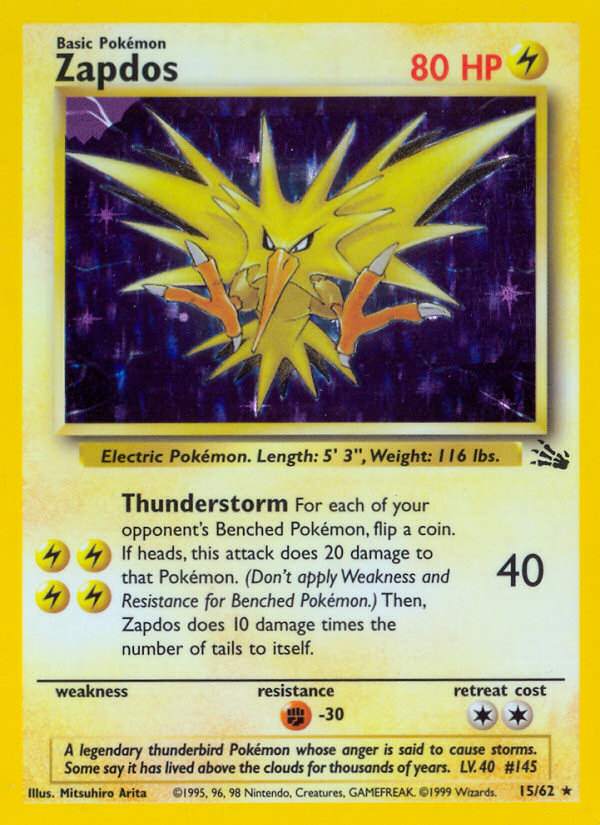 Basic Pokémon
Zapdos
80 HP
Electric Pokémon. Length: 5' 3", Weight: 116 lbs.
Thunderstorm For each of your
opponent's Benched Pokémon, flip a coin.
If heads, this attack does 20 damage to
that Pokémon. (Don't apply Weakness and
Resistance for Benched Pokémon.) Then,
Zapdos does 10 damage times the
number of tails to itself.
40
weakness
resistance
retreat cost
-30
A legendary thunderbird Pokémon whose anger is said to cause storms.
Some say it has lived above the clouds for thousands of years. LV. 40 #145
Illus. Mitsuhiro Arita ©1995, 96, 98 Nintendo, Creatures, GAMEFREAK. ©1999 Wizards. 15/62 ★